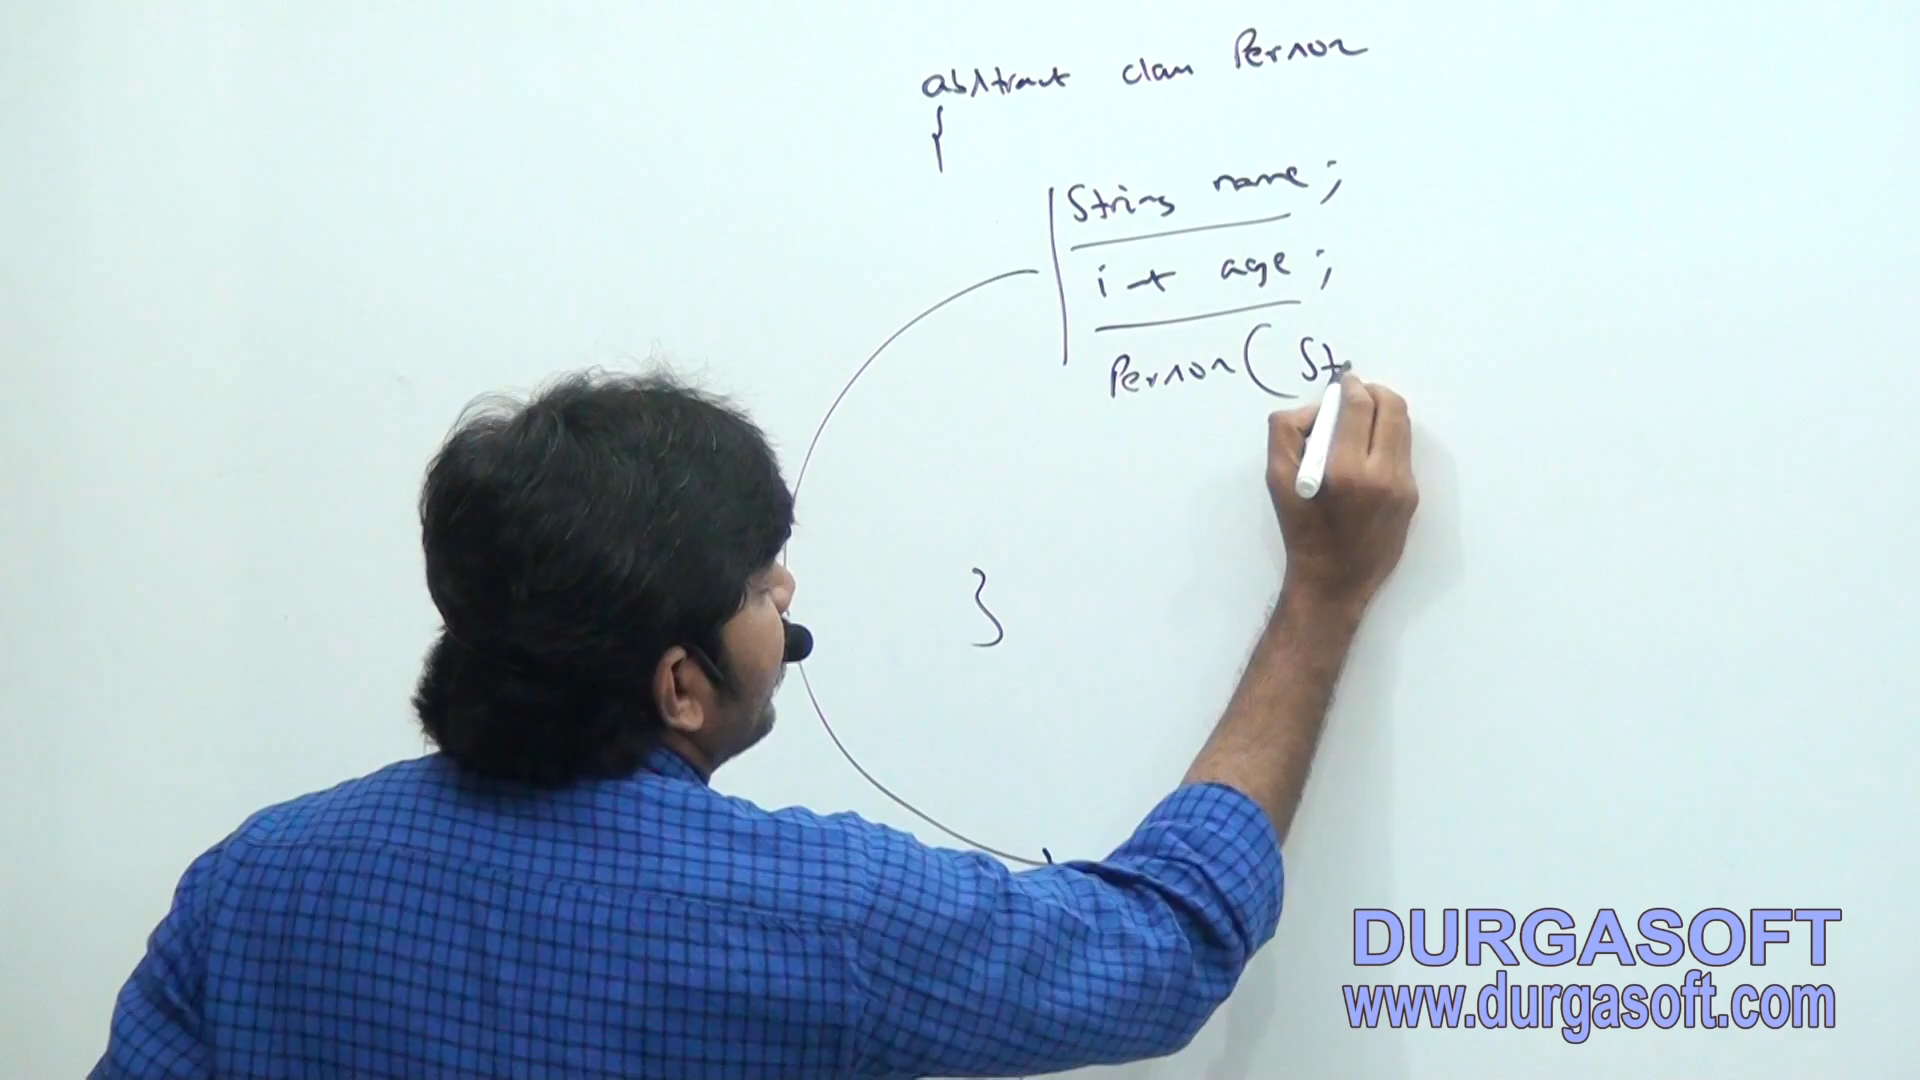 abstract class Person
{
String name;
int age;
Person( St
}
DURGASOFT
www.durgasoft.com